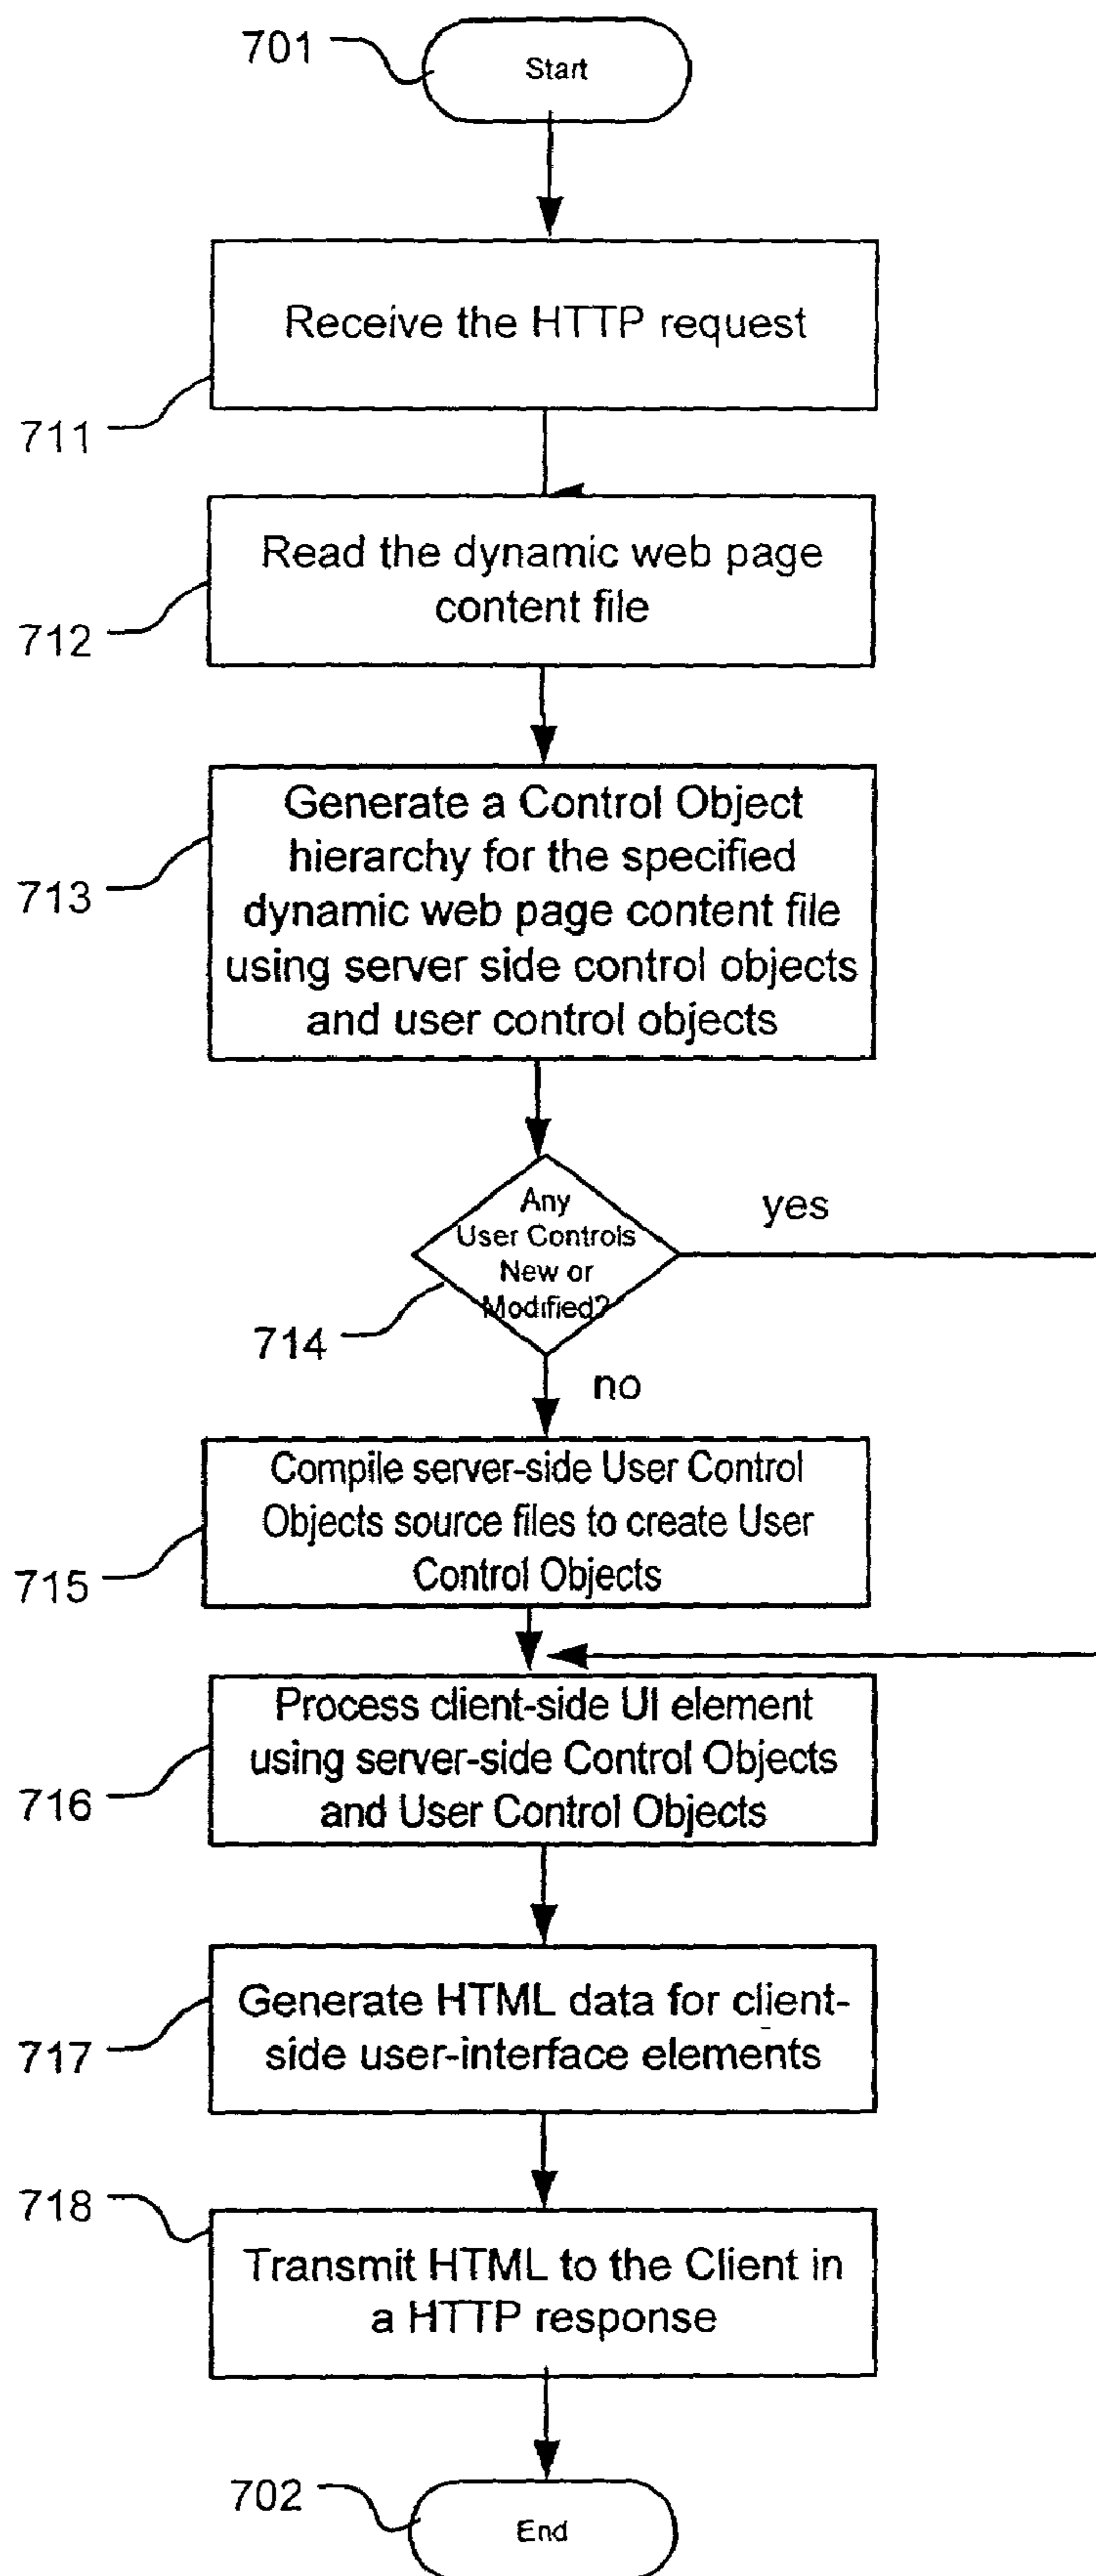 701
Start
Receive the HTTP request
711
Read the dynamic web page
content file
712
Generate a Control Object
hierarchy for the specified
dynamic web page content file
using server side control objects
and user control objects
713
Any
User Controls
New or
Modified?
yes
714
no
Compile server-side User Control
Objects source files to create User
Control Objects
715
Process client-side UI element
using server-side Control Objects
and User Control Objects
716
Generate HTML data for client-
side user-interface elements
717
718
Transmit HTML to the Client in
a HTTP response
702
End